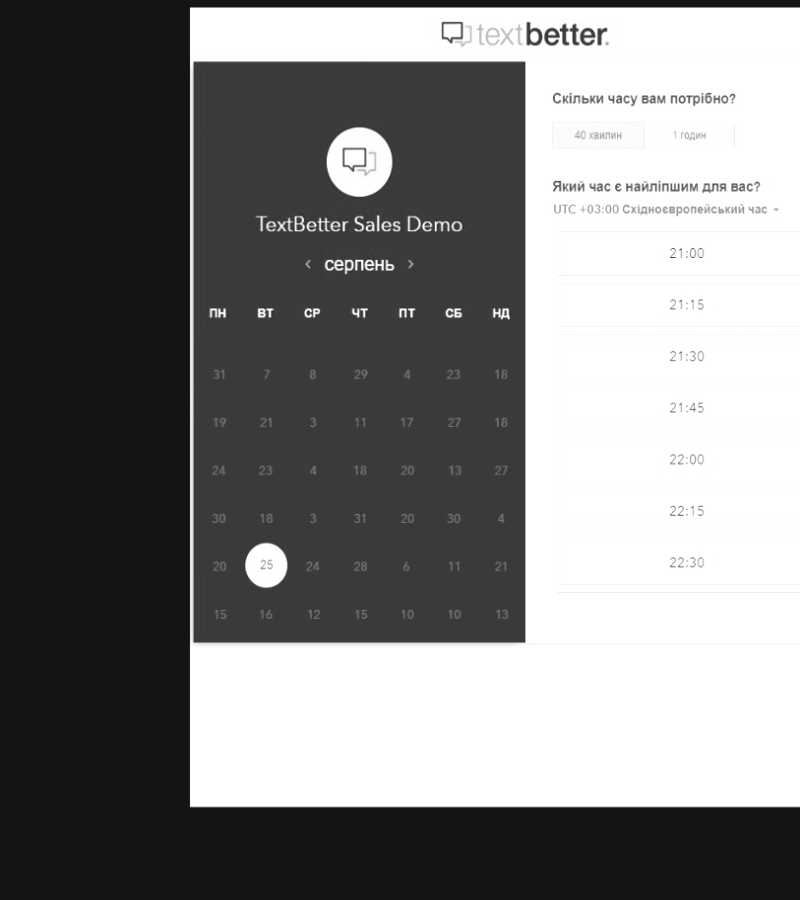 textbetter.
TextBetter Sales Demo
серпень
ПН ВТ СР ЧТ ПТ СБ НД
31 7 8 29 4 23 18
19 21 3 11 17 27 18
24 23 4 18 20 13 27
30 18 3 31 20 30 4
20 25 24 28 6 11 21
15 16 12 15 10 10 13
Скільки часу вам потрібно?
40 хвилин 1 годин
Який час є найліпшим для вас?
UTC +03:00 Східноєвропейський час
21:00
21:15
21:30
21:45
22:00
22:15
22:30